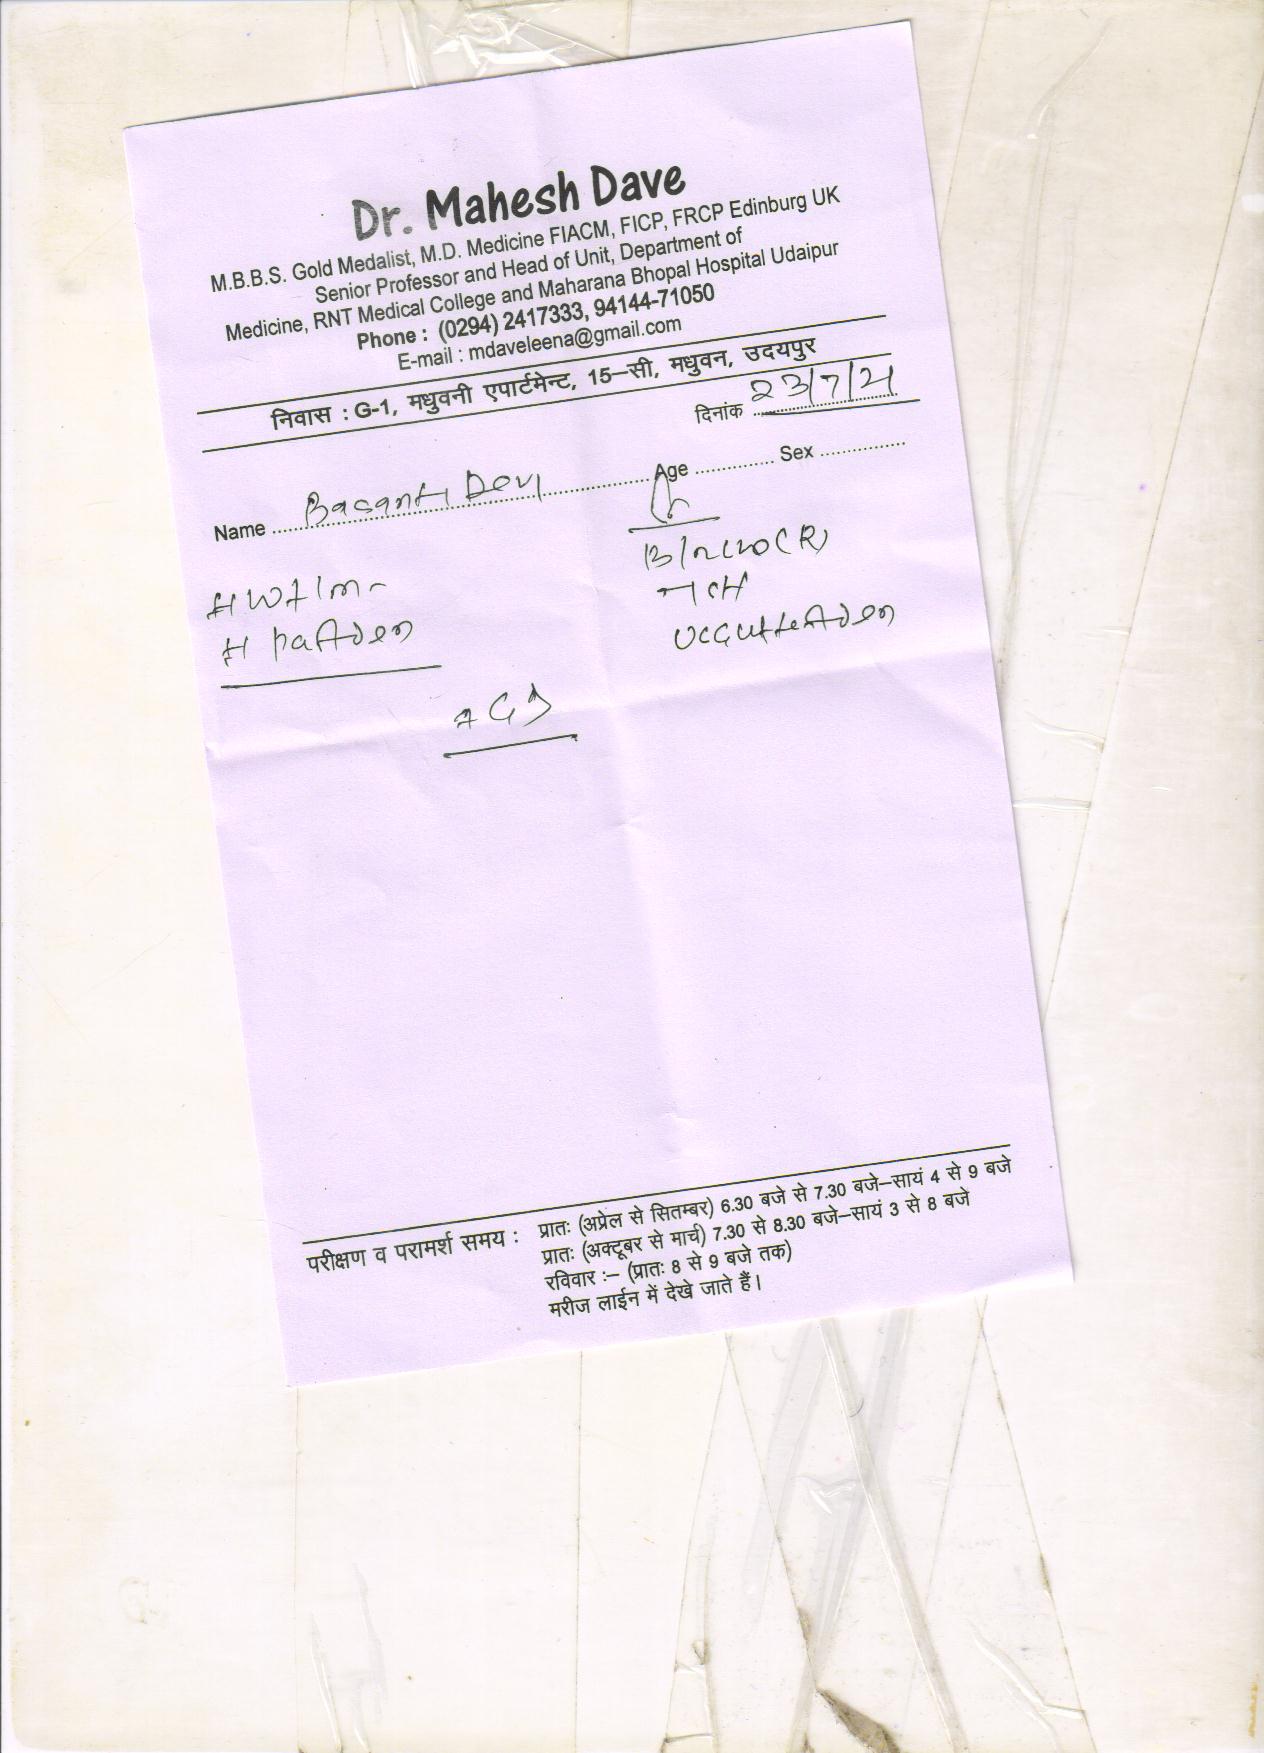 Dr. Mahesh Dave
M.B.B.S. Gold Medalist, M.D. Medicine FIACM, FICP, FRCP Edinburg UK
Senior Professor and Head of Unit, Department of
Medicine, RNT Medical College and Maharana Bhopal Hospital Udaipur
Phone : (0294) 2417333, 94144-71050
E-mail : mdaveleena@gmail.com
निवास : G-1, मधुवनी एपार्टमेन्ट, 15–सी, मधुवन, उदयपुर
दिनांक 23/7/21
Name Basanti Devi Age Sex
परीक्षण व परामर्श समय : प्रातः (अप्रेल से सितम्बर) 6.30 बजे से 7.30 बजे–सायं 4 से 9 बजे
प्रातः (अक्टूबर से मार्च) 7.30 से 8.30 बजे–सायं 3 से 8 बजे
रविवार :– (प्रातः 8 से 9 बजे तक)
मरीज लाईन में देखे जाते हैं।